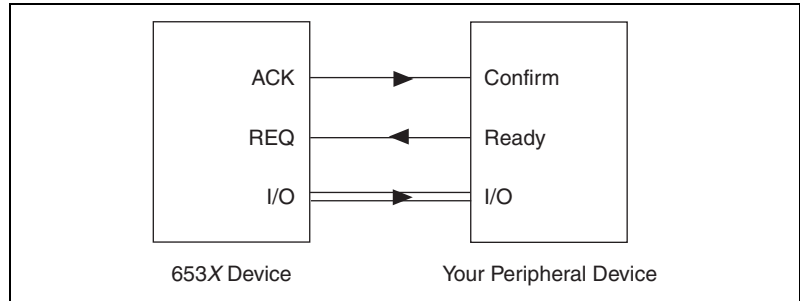 ACK Confirm
REQ Ready
I/O I/O
653X Device Your Peripheral Device